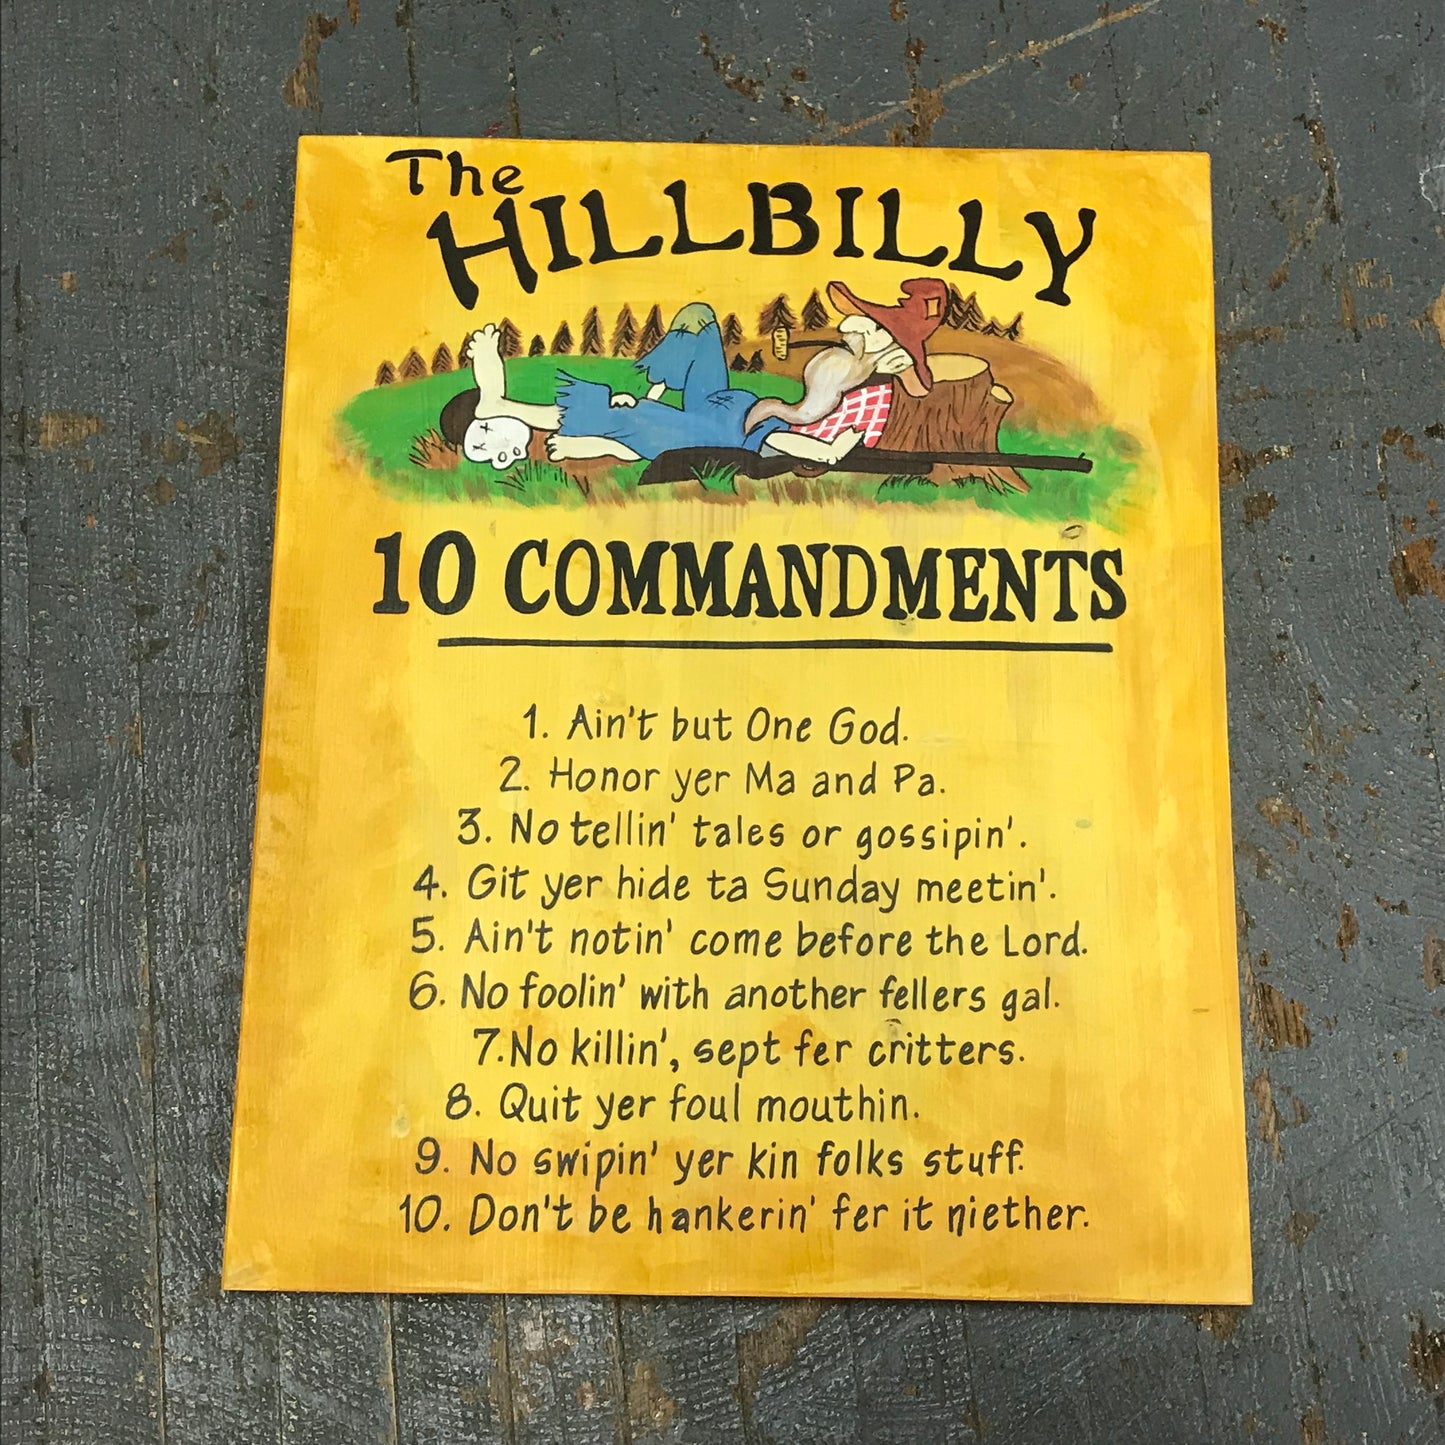 The
HILLBILLY
10 COMMANDMENTS
1. Ain't but One God.
2. Honor yer Ma and Pa.
3. No tellin' tales or gossipin'.
4. Git yer hide ta Sunday meetin'.
5. Ain't notin' come before the Lord.
6. No foolin' with another fellers gal.
7. No killin', sept fer critters.
8. Quit yer foul mouthin.
9. No swipin' yer kin folks stuff.
10. Don't be hankerin' fer it niether.